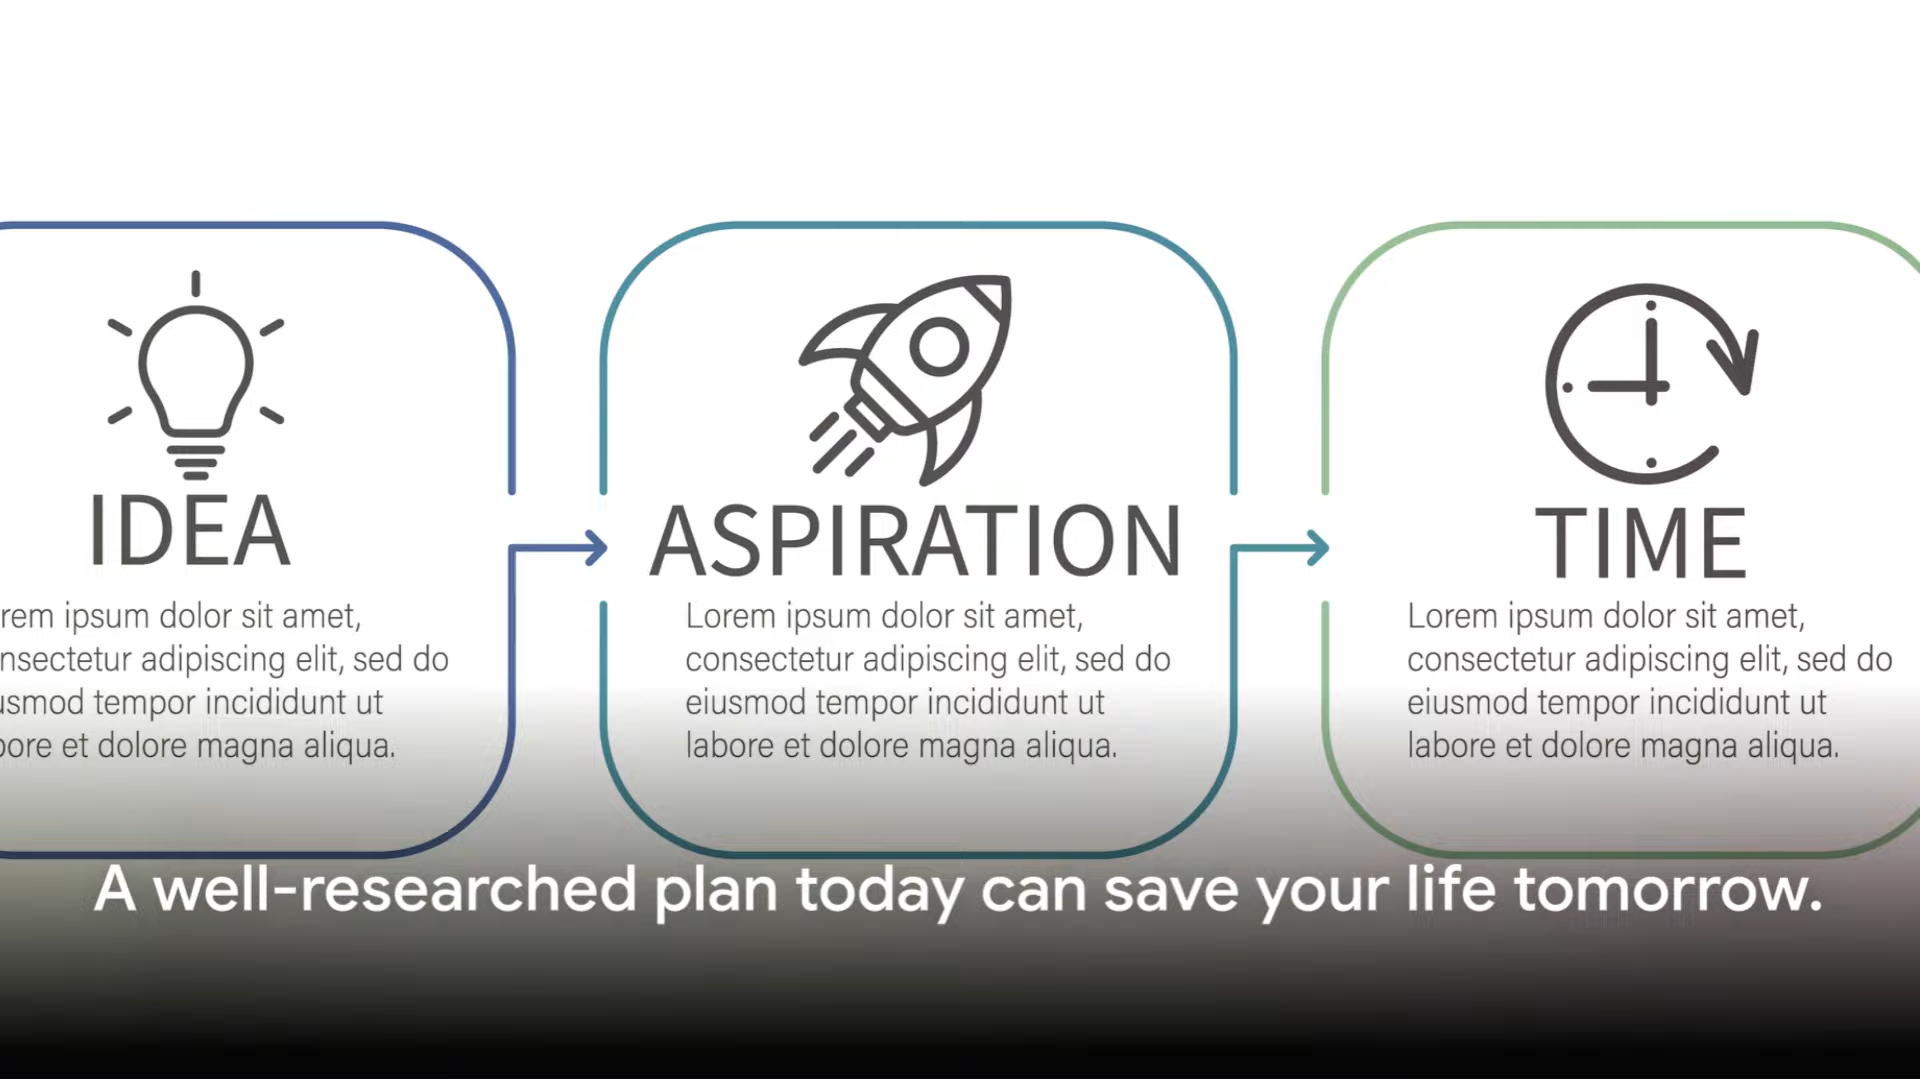 IDEA
rem ipsum dolor sit amet,
nsectetur adipiscing elit, sed do
usmod tempor incididunt ut
bore et dolore magna aliqua.
ASPIRATION
Lorem ipsum dolor sit amet,
consectetur adipiscing elit, sed do
eiusmod tempor incididunt ut
labore et dolore magna aliqua.
TIME
Lorem ipsum dolor sit amet,
consectetur adipiscing elit, sed do
eiusmod tempor incididunt ut
labore et dolore magna aliqua.
A well-researched plan today can save your life tomorrow.